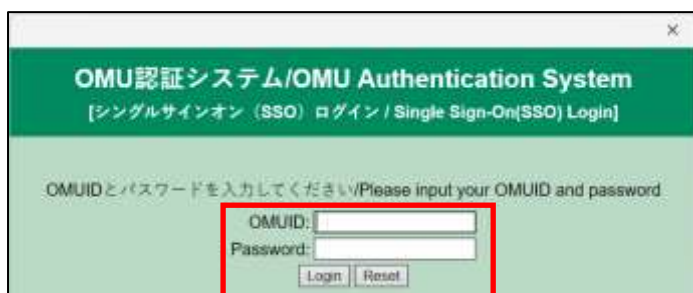 ×
OMU認証システム/OMU Authentication System
[シングルサインオン（SSO）ログイン / Single Sign-On(SSO) Login]
OMUIDとパスワードを入力してください/Please input your OMUID and password
OMUID:
Password:
Login Reset